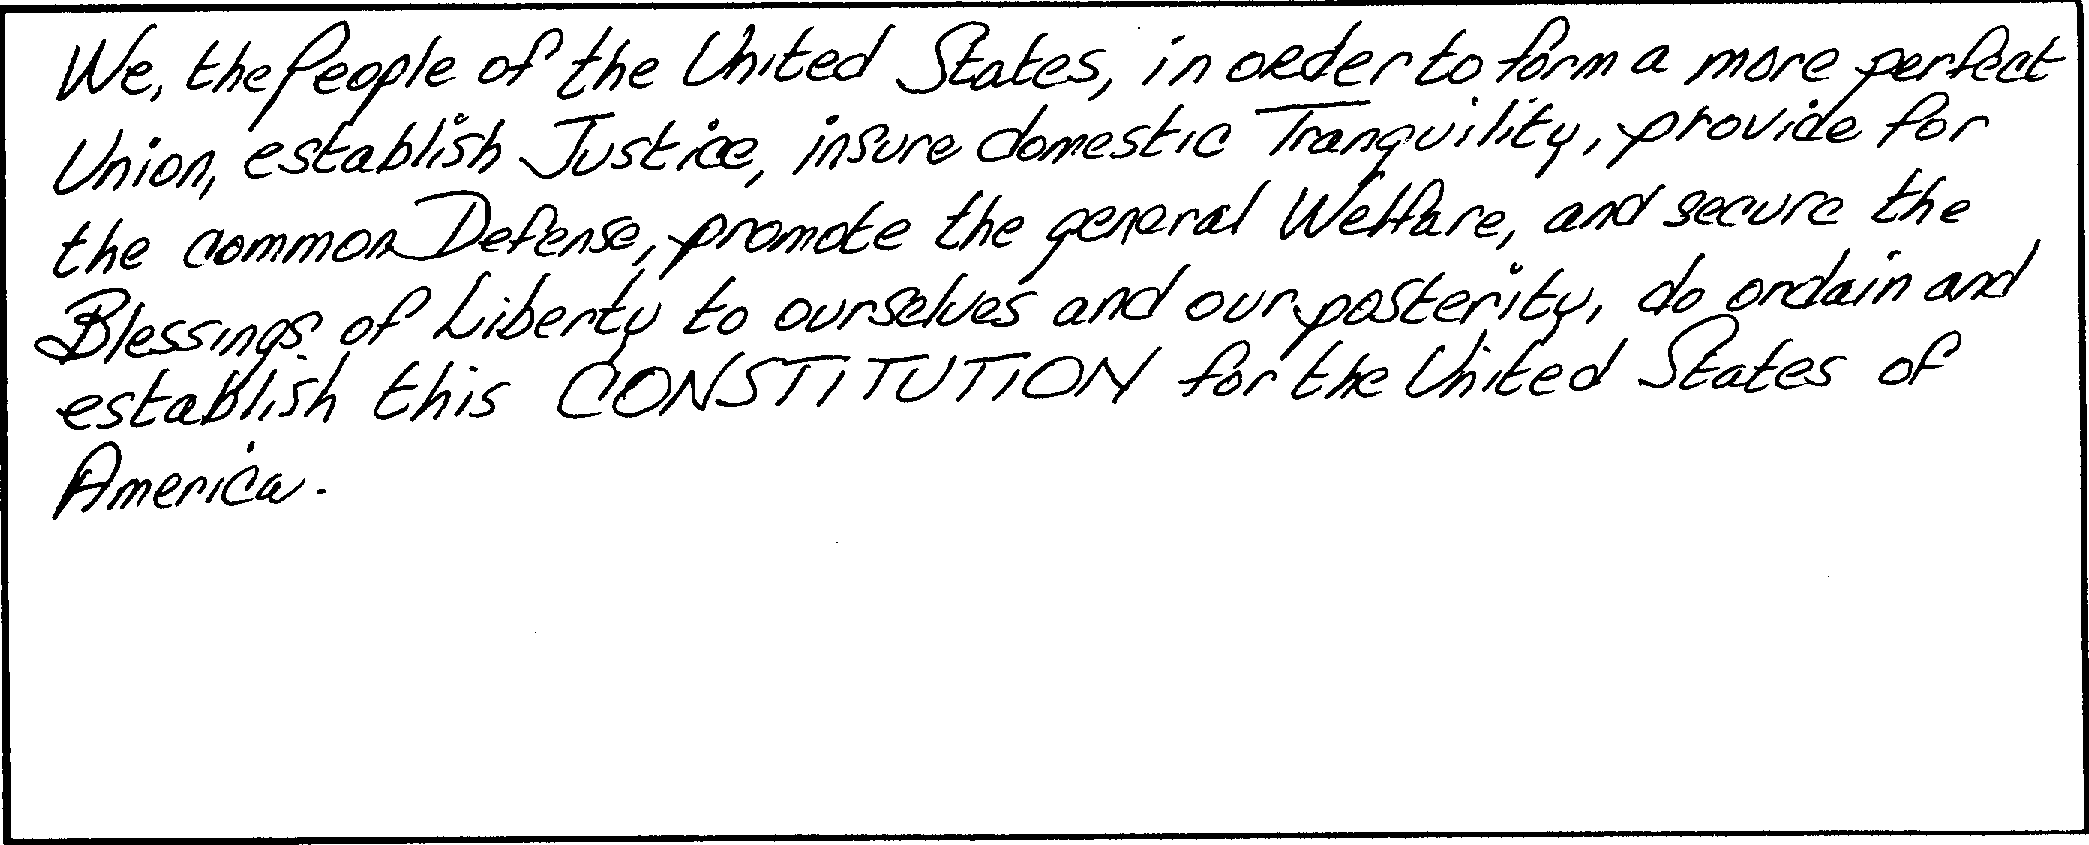 We, the People of the United States, in order to form a more perfect
Union, establish Justice, insure domestic Tranquility, provide for
the common Defense, promote the general Welfare, and secure the
Blessings of Liberty to ourselves and our posterity, do ordain and
establish this CONSTITUTION for the United States of
America.